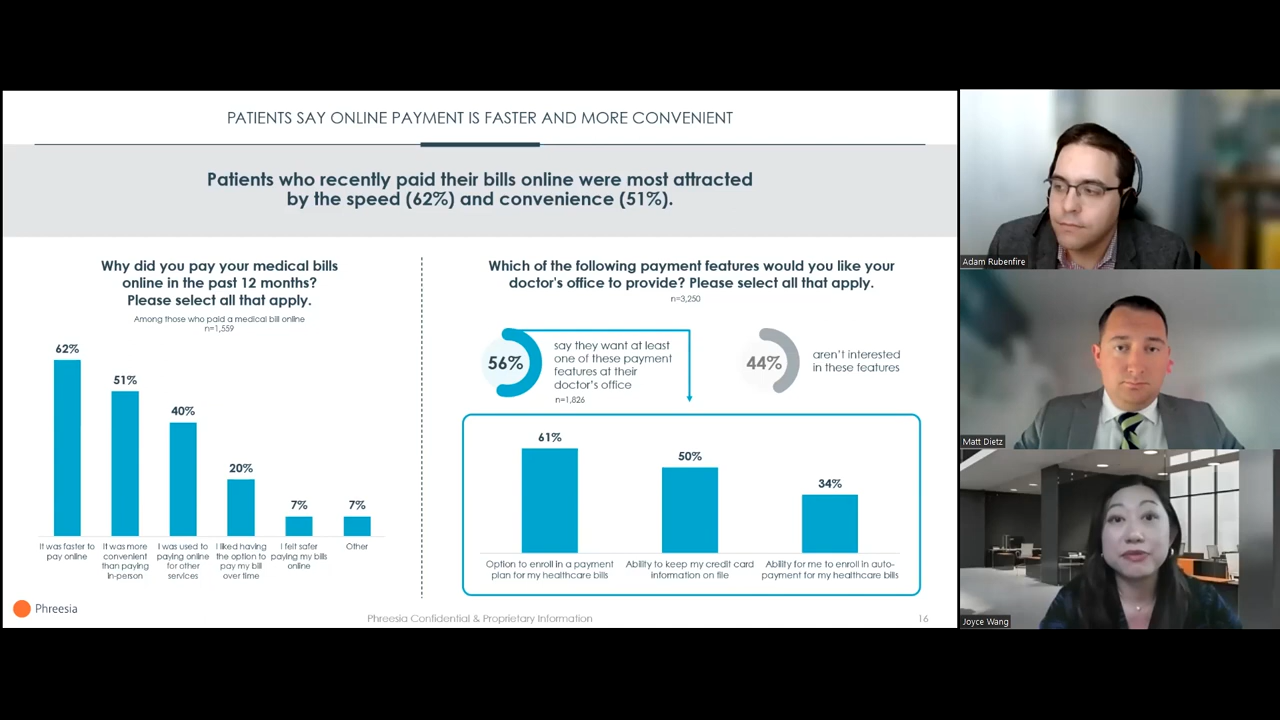 PATIENTS SAY ONLINE PAYMENT IS FASTER AND MORE CONVENIENT
Patients who recently paid their bills online were most attracted
by the speed (62%) and convenience (51%).
Why did you pay your medical bills
online in the past 12 months?
Please select all that apply.
Among those who paid a medical bill online
n=1,559
62%
51%
40%
20%
7%
7%
It was faster to
pay online
It was more
convenient
than paying
in-person
I was used to
paying online
for other
services
I liked having
the option to
pay my bill
over time
I felt safer
paying my bills
online
Other
Which of the following payment features would you like your
doctor's office to provide? Please select all that apply.
n=3,250
56%
say they want at least
one of these payment
features at their
doctor's office
n=1,826
44%
aren't interested
in these features
61%
50%
34%
Option to enroll in a payment
plan for my healthcare bills
Ability to keep my credit card
information on file
Ability for me to enroll in auto-
payment for my healthcare bills
Phreesia
Phreesia Confidential & Proprietary Information
16
Adam Rubenfire
Matt Dietz
Joyce Wang